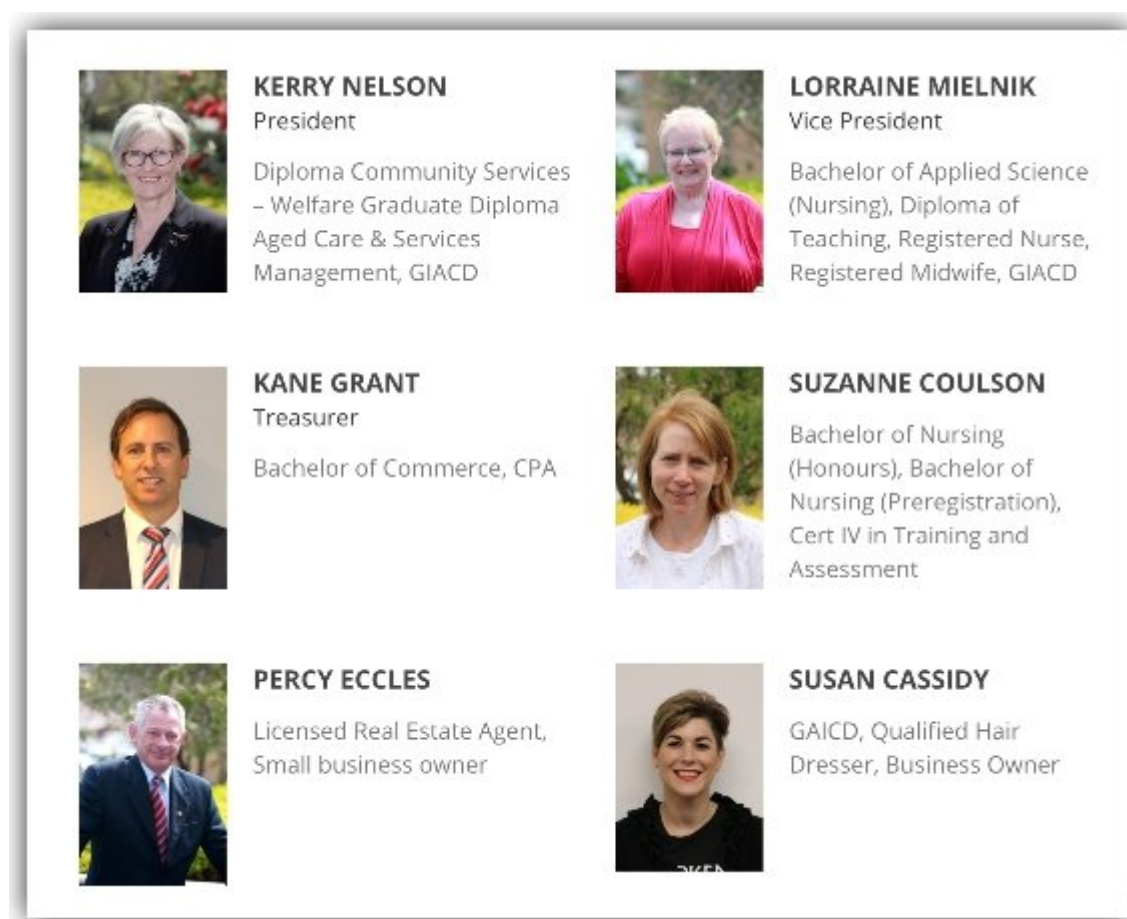 KERRY NELSON
President
Diploma Community Services
– Welfare Graduate Diploma
Aged Care & Services
Management, GIACD
LORRAINE MIELNIK
Vice President
Bachelor of Applied Science
(Nursing), Diploma of
Teaching, Registered Nurse,
Registered Midwife, GIACD
KANE GRANT
Treasurer
Bachelor of Commerce, CPA
SUZANNE COULSON
Bachelor of Nursing
(Honours), Bachelor of
Nursing (Preregistration),
Cert IV in Training and
Assessment
PERCY ECCLES
Licensed Real Estate Agent,
Small business owner
SUSAN CASSIDY
GAICD, Qualified Hair
Dresser, Business Owner